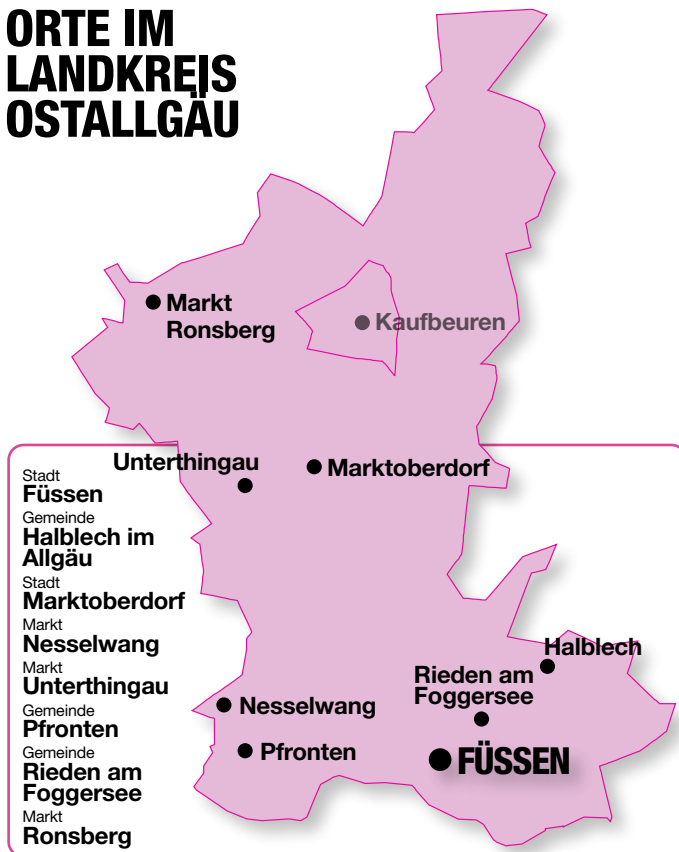 ORTE IM
LANDKREIS
OSTALLGÄU
Markt
Ronsberg
Kaufbeuren
Unterthingau
Marktoberdorf
Halblech
Rieden am
Foggersee
Nesselwang
Pfronten
FÜSSEN
Stadt
Füssen
Gemeinde
Halblech im
Allgäu
Stadt
Marktoberdorf
Markt
Nesselwang
Markt
Unterthingau
Gemeinde
Pfronten
Gemeinde
Rieden am
Foggersee
Markt
Ronsberg